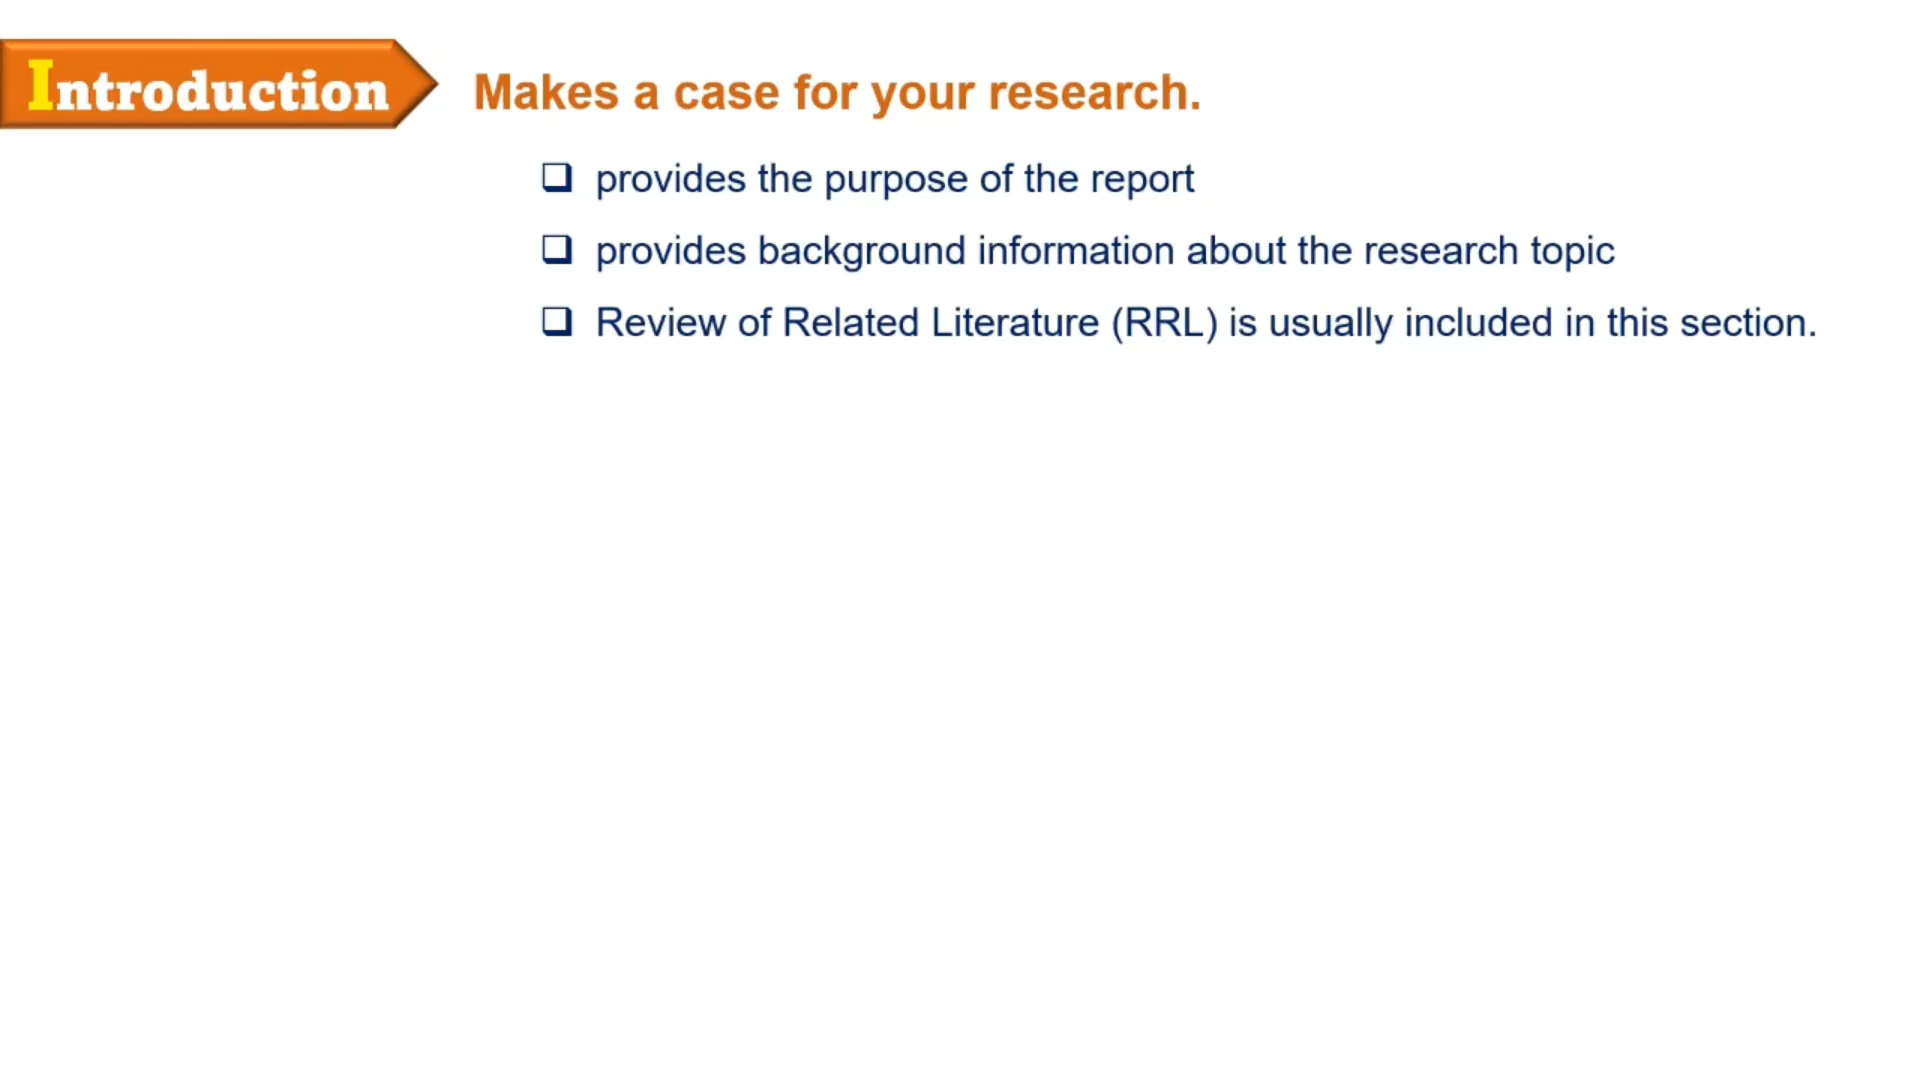 Introduction
Makes a case for your research.
❑ provides the purpose of the report
❑ provides background information about the research topic
❑ Review of Related Literature (RRL) is usually included in this section.